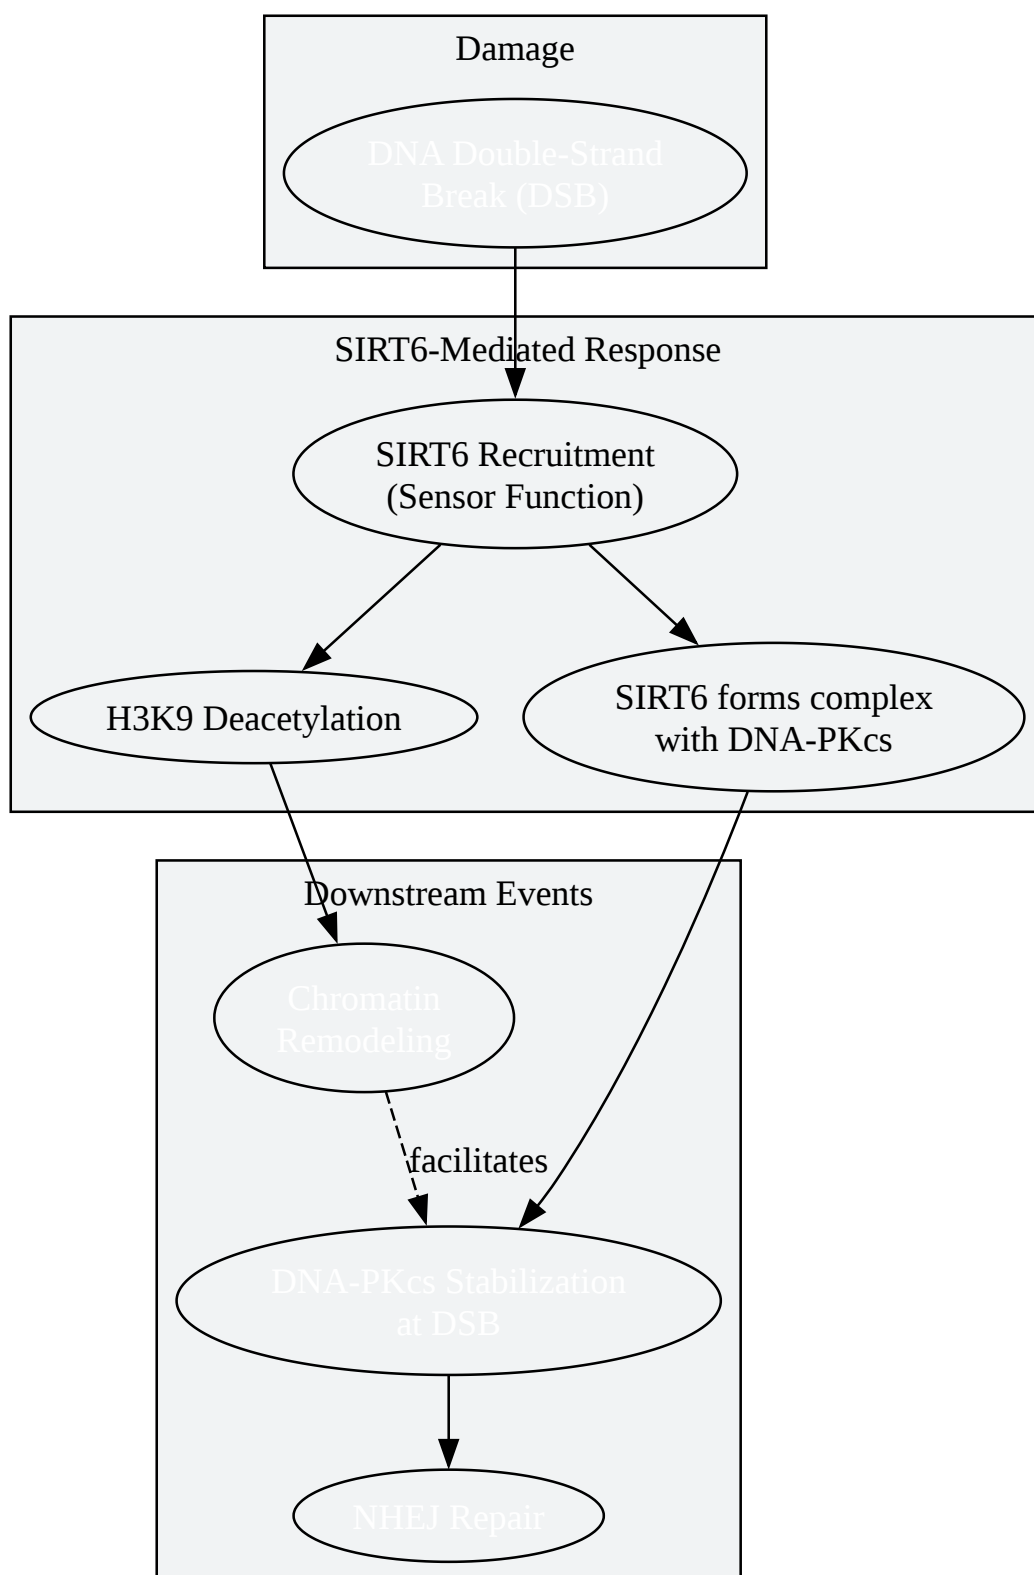 Damage
DNA Double-Strand
Break (DSB)
SIRT6-Mediated Response
SIRT6 Recruitment
(Sensor Function)
H3K9 Deacetylation
SIRT6 forms complex
with DNA-PKcs
Downstream Events
Chromatin
Remodeling
facilitates
DNA-PKcs Stabilization
at DSB
NHEJ Repair